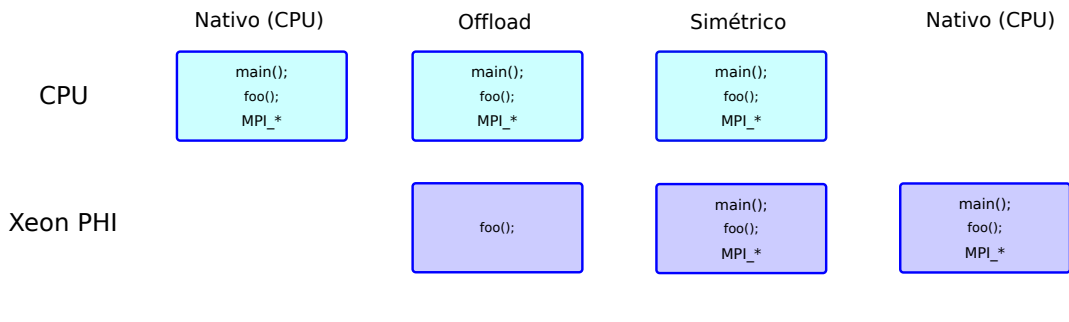 Nativo (CPU)
Offload
Simétrico
Nativo (CPU)
CPU
main();
foo();
MPI_*
main();
foo();
MPI_*
main();
foo();
MPI_*
Xeon PHI
foo();
main();
foo();
MPI_*
main();
foo();
MPI_*